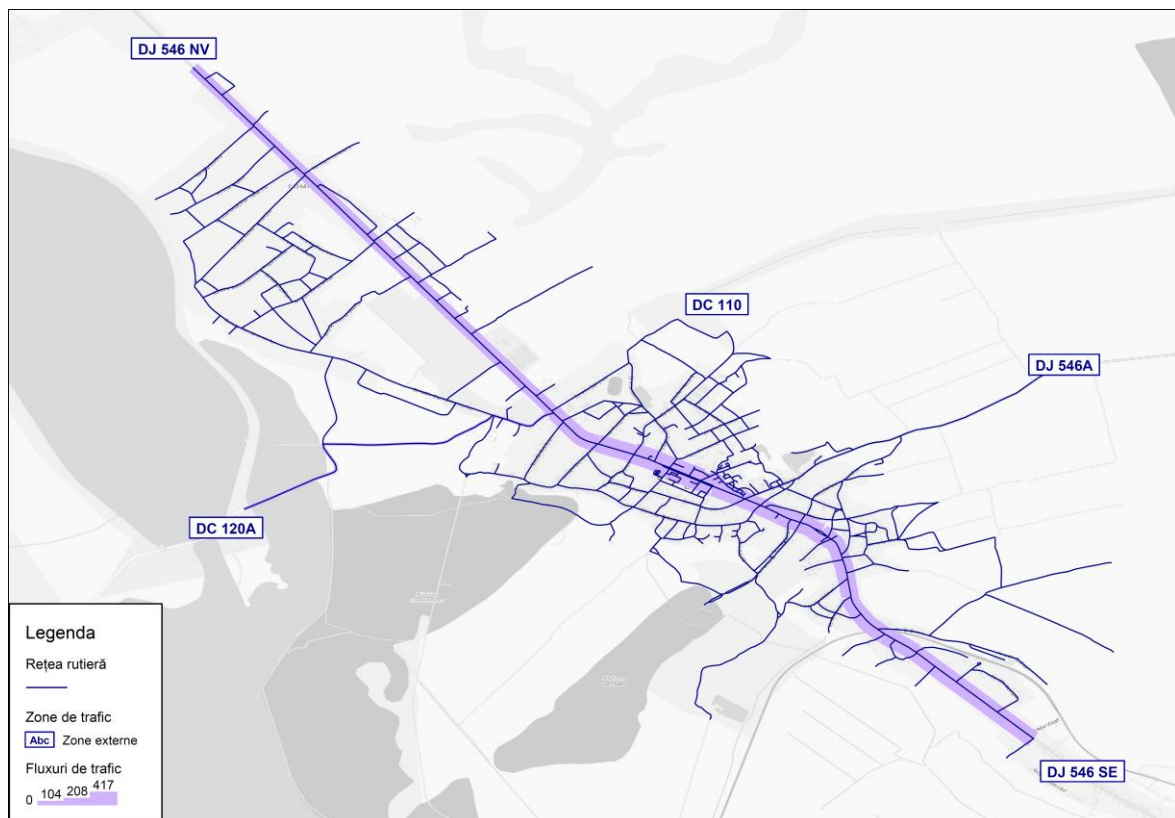 DJ 546 NV
DC 110
DJ 546A
DC 120A
DJ 546 SE
Legenda
Rețea rutieră
Zone de trafic
Abc Zone externe
Fluxuri de trafic
0 104 208 417